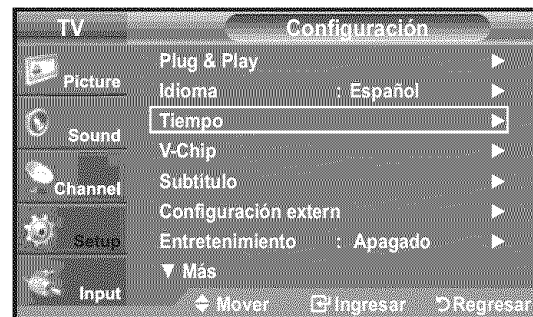 TV Configuración
Picture
Sound
Channel
Setup
Input
Plug & Play
Idioma : Español
Tiempo
V-Chip
Subtítulo
Configuración extern
Entretenimiento : Apagado
▼ Más
Mover Ingresar Regresar